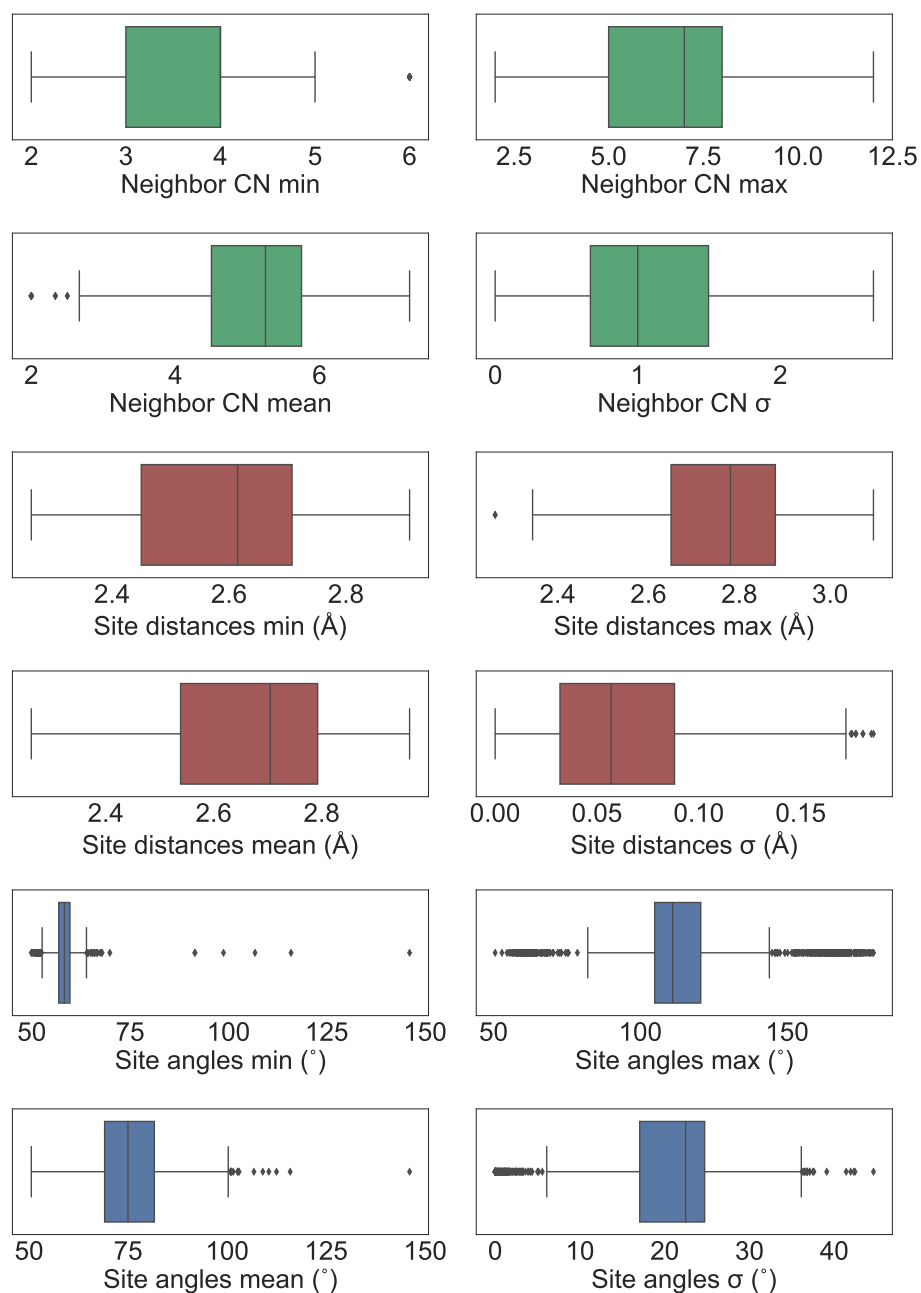 2 3 4 5 6
Neighbor CN min
2.5 5.0 7.5 10.0 12.5
Neighbor CN max
2 4 6
Neighbor CN mean
0 1 2
Neighbor CN σ
2.4 2.6 2.8
Site distances min (Å)
2.4 2.6 2.8 3.0
Site distances max (Å)
2.4 2.6 2.8
Site distances mean (Å)
0.00 0.05 0.10 0.15
Site distances σ (Å)
50 75 100 125 150
Site angles min (˚)
50 100 150
Site angles max (˚)
50 75 100 125 150
Site angles mean (˚)
0 10 20 30 40
Site angles σ (˚)